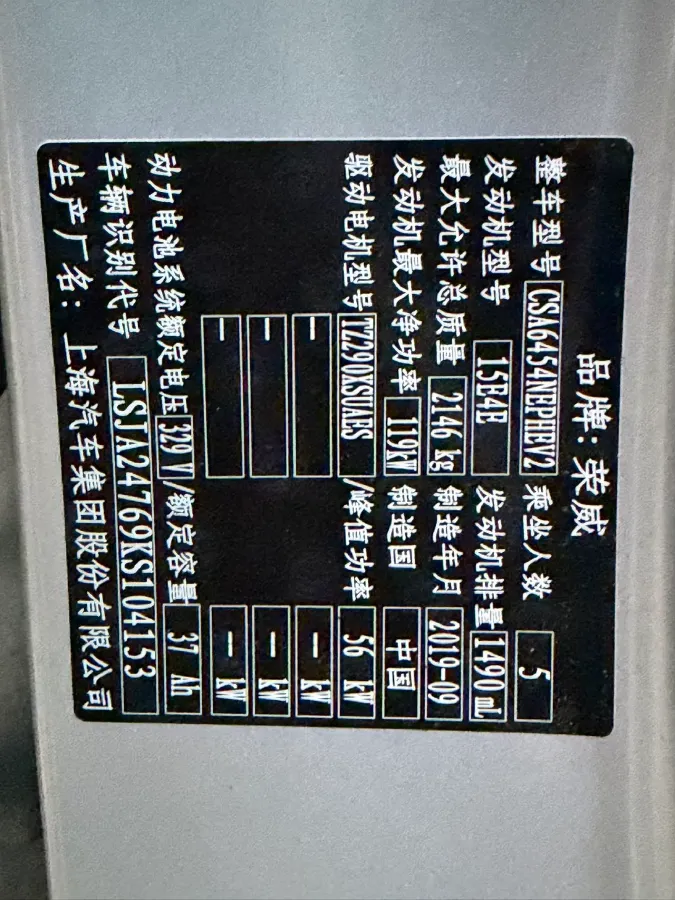 品牌：荣威
整车型号 CSA6454NEPHEV2 乘坐人数 5
发动机型号 15E4E 发动机排量 1490 mL
最大允许总质量 2146 kg 制造年月 2019-09
发动机最大净功率 119kW 制造国 中国
驱动电机型号 TZ290XSUAES /峰值功率 56 kW
— — kW
— — kW
— — kW
动力电池系统额定电压 329 V /额定容量 37 Ah
车辆识别代号 LSJA24769KS104153
生产厂名：上海汽车集团股份有限公司